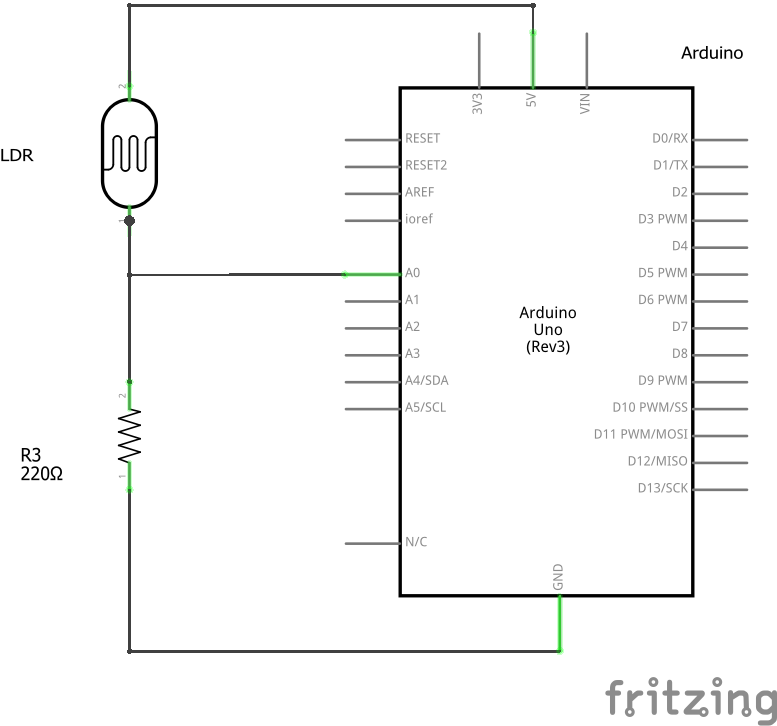 Arduino
3V3
5V
VIN
2
LDR
1
RESET
RESET2
AREF
ioref
A0
A1
A2
A3
A4/SDA
A5/SCL
N/C
D0/RX
D1/TX
D2
D3 PWM
D4
D5 PWM
D6 PWM
D7
D8
D9 PWM
D10 PWM/SS
D11 PWM/MOSI
D12/MISO
D13/SCK
Arduino
Uno
(Rev3)
2
R3
220Ω
1
GND
fritzing